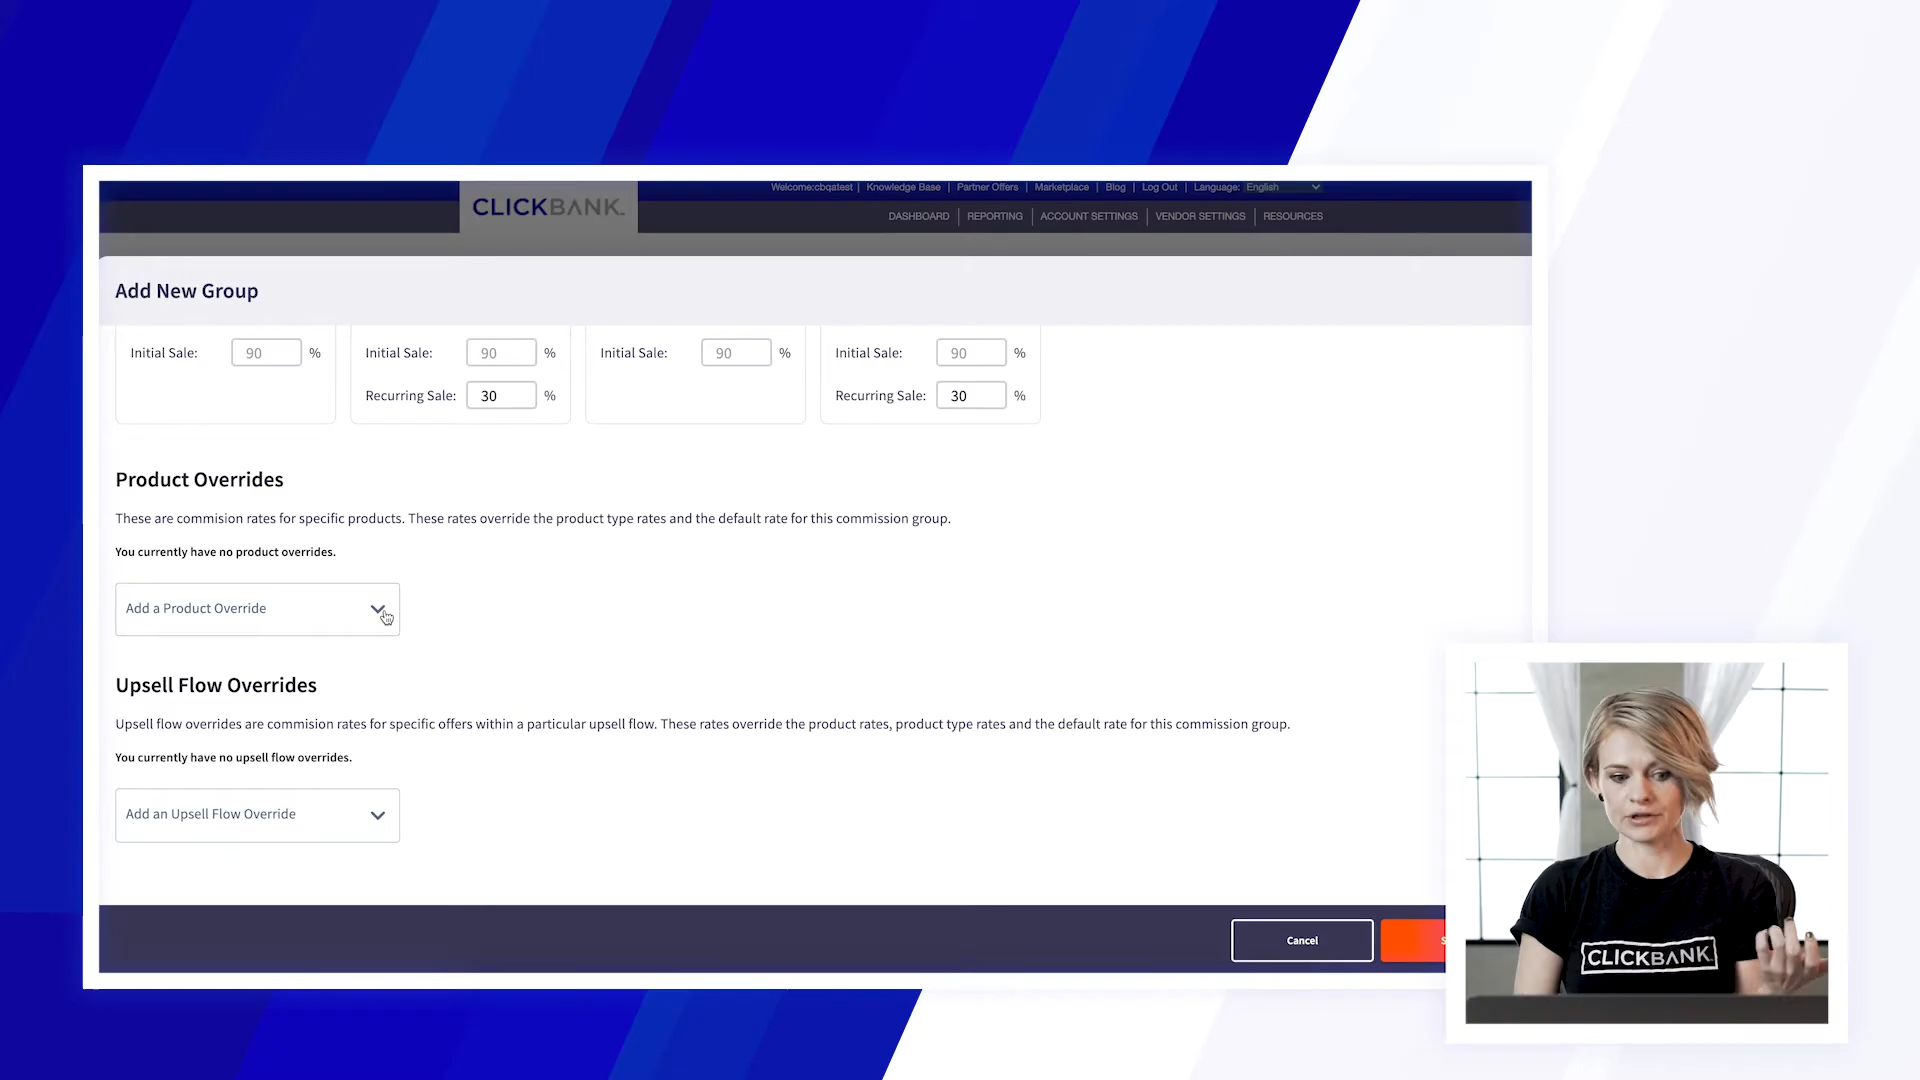 Welcome:cbqatest | Knowledge Base | Partner Offers | Marketplace | Blog | Log Out | Language: English
CLICKBANK.
DASHBOARD | REPORTING | ACCOUNT SETTINGS | VENDOR SETTINGS | RESOURCES
Add New Group
Initial Sale: 90 % Initial Sale: 90 % Initial Sale: 90 % Initial Sale: 90 %
Recurring Sale: 30 % Recurring Sale: 30 %
Product Overrides
These are commision rates for specific products. These rates override the product type rates and the default rate for this commission group.
You currently have no product overrides.
Add a Product Override
Upsell Flow Overrides
Upsell flow overrides are commision rates for specific offers within a particular upsell flow. These rates override the product rates, product type rates and the default rate for this commission group.
You currently have no upsell flow overrides.
Add an Upsell Flow Override
Cancel
CLICKBANK.